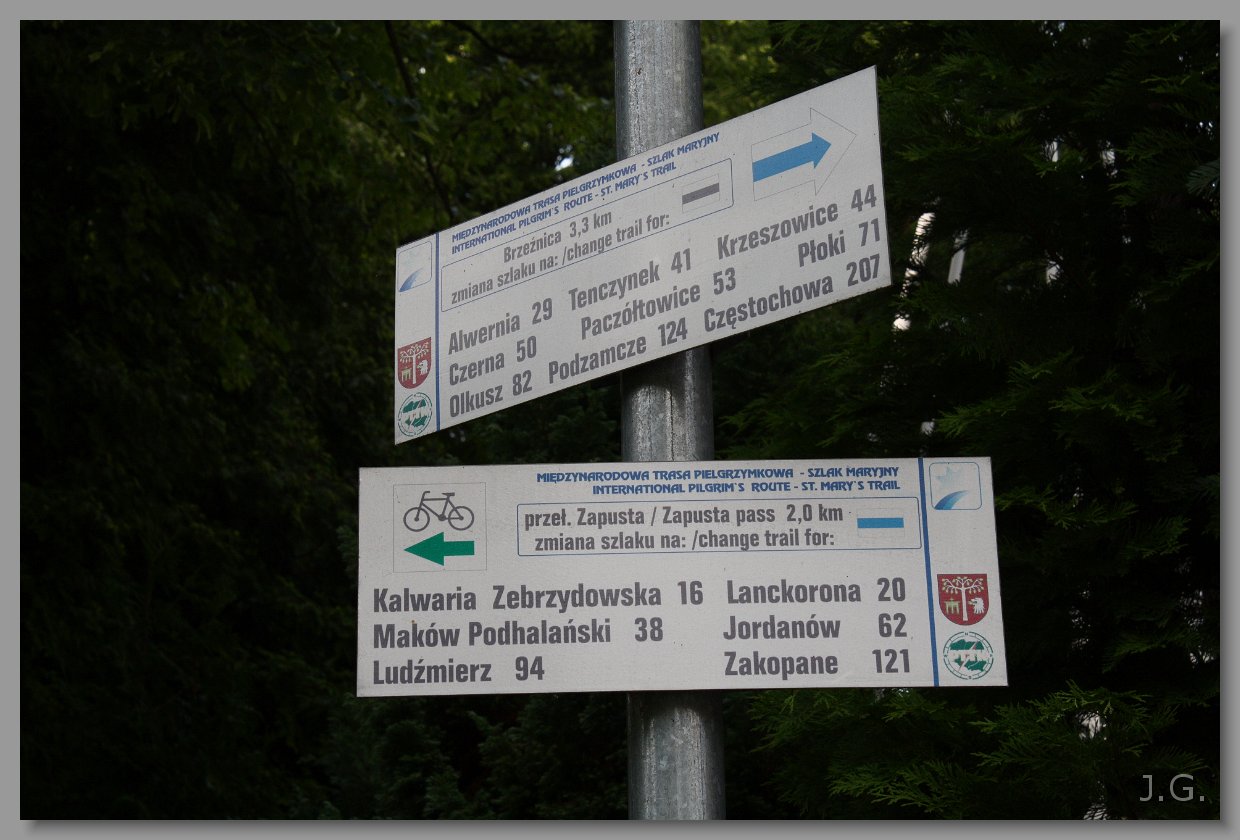 MIĘDZYNARODOWA TRASA PIELGRZYMKOWA - SZLAK MARYJNY
INTERNATIONAL PILGRIM`S ROUTE - ST. MARY`S TRAIL
Brzeźnica 3,3 km
zmiana szlaku na: /change trail for:
Alwernia 29 Tenczynek 41 Krzeszowice 44
Czerna 50 Paczółtowice 53 Płoki 71
Olkusz 82 Podzamcze 124 Częstochowa 207
MIĘDZYNARODOWA TRASA PIELGRZYMKOWA - SZLAK MARYJNY
INTERNATIONAL PILGRIM`S ROUTE - ST. MARY`S TRAIL
przeł. Zapusta / Zapusta pass 2,0 km
zmiana szlaku na: /change trail for:
Kalwaria Zebrzydowska 16 Lanckorona 20
Maków Podhalański 38 Jordanów 62
Ludźmierz 94 Zakopane 121
J.G.